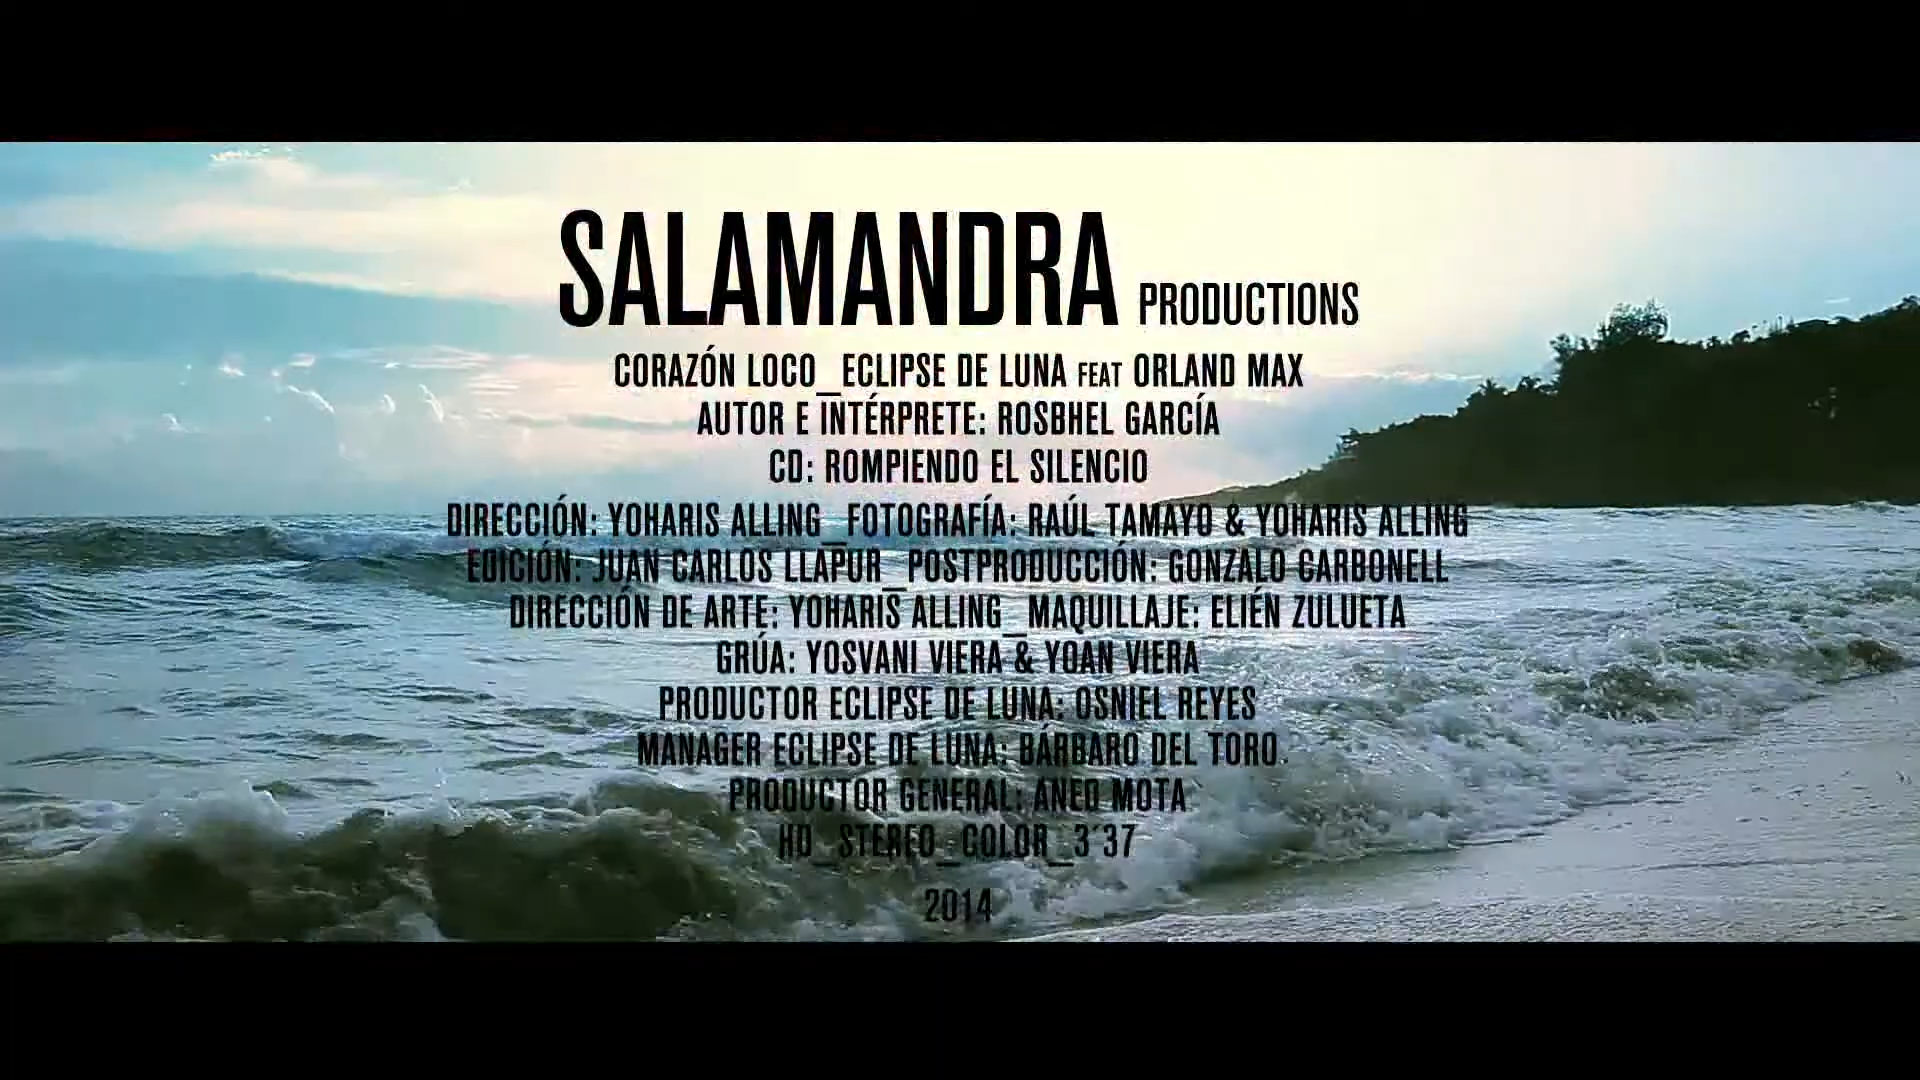 SALAMANDRA PRODUCTIONS
CORAZÓN LOCO_ECLIPSE DE LUNA FEAT ORLAND MAX
AUTOR E INTÉRPRETE: ROSBHEL GARCÍA
CD: ROMPIENDO EL SILENCIO
DIRECCIÓN: YOHARIS ALLING_FOTOGRAFÍA: RAÚL TAMAYO & YOHARIS ALLING
EDICIÓN: JUAN CARLOS LLAPUR_POSTPRODUCCIÓN: GONZALO CARBONELL
DIRECCIÓN DE ARTE: YOHARIS ALLING_MAQUILLAJE: ELIÉN ZULUETA
GRÚA: YOSVANI VIERA & YOAN VIERA
PRODUCTOR ECLIPSE DE LUNA: OSNIEL REYES
MANAGER ECLIPSE DE LUNA: BÁRBARO DEL TORO.
PRODUCTOR GENERAL: ANED MOTA
HD_STEREO_COLOR_3´37
2014